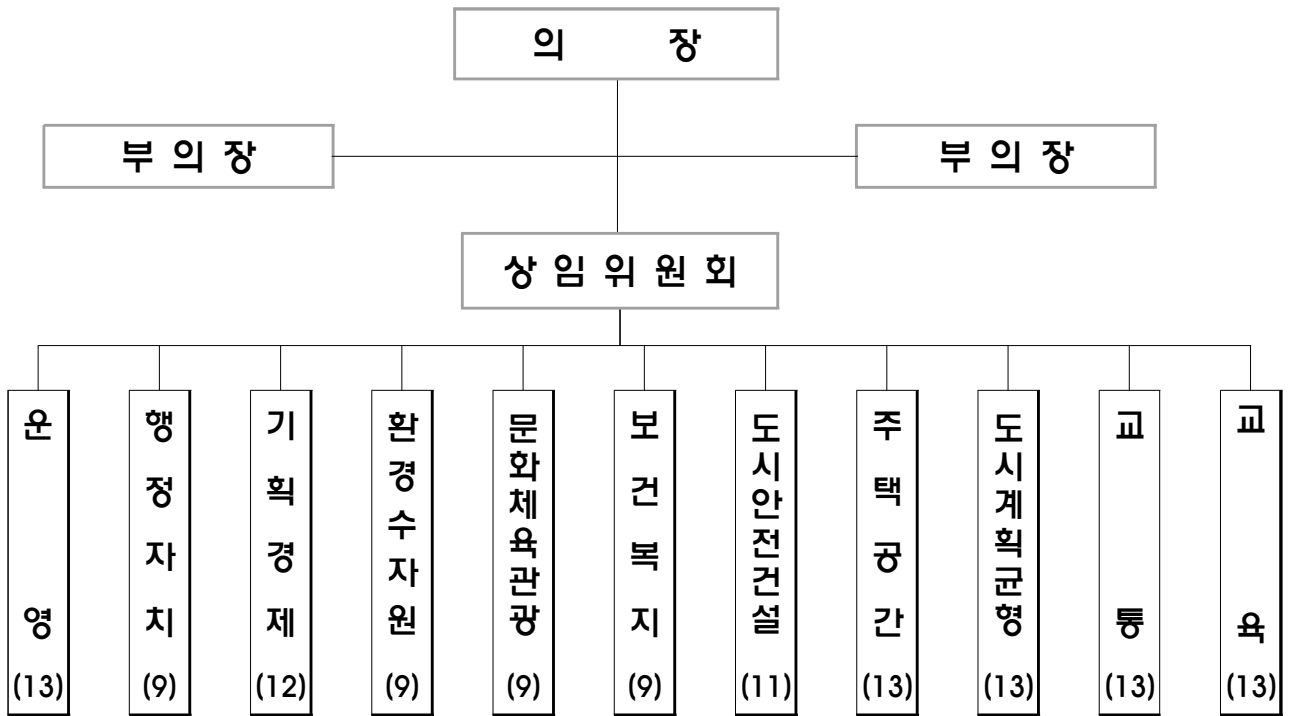 의 장
부 의 장
부 의 장
상 임 위 원 회
운영
(13)
행정자치
(9)
기획경제
(12)
환경수자원
(9)
문화체육관광
(9)
보건복지
(9)
도시안전건설
(11)
주택공간
(13)
도시계획균형
(13)
교통
(13)
교육
(13)